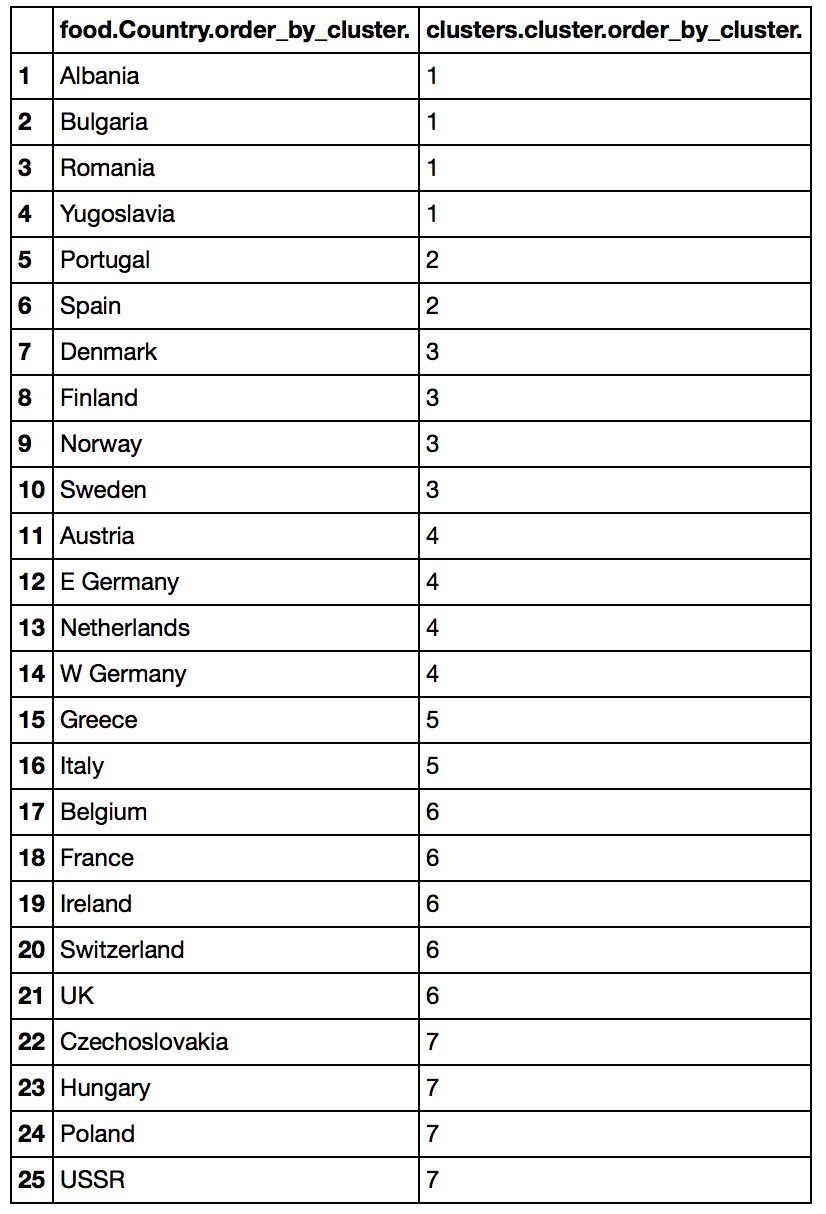 food.Country.order_by_cluster. clusters.cluster.order_by_cluster.
1 Albania 1
2 Bulgaria 1
3 Romania 1
4 Yugoslavia 1
5 Portugal 2
6 Spain 2
7 Denmark 3
8 Finland 3
9 Norway 3
10 Sweden 3
11 Austria 4
12 E Germany 4
13 Netherlands 4
14 W Germany 4
15 Greece 5
16 Italy 5
17 Belgium 6
18 France 6
19 Ireland 6
20 Switzerland 6
21 UK 6
22 Czechoslovakia 7
23 Hungary 7
24 Poland 7
25 USSR 7